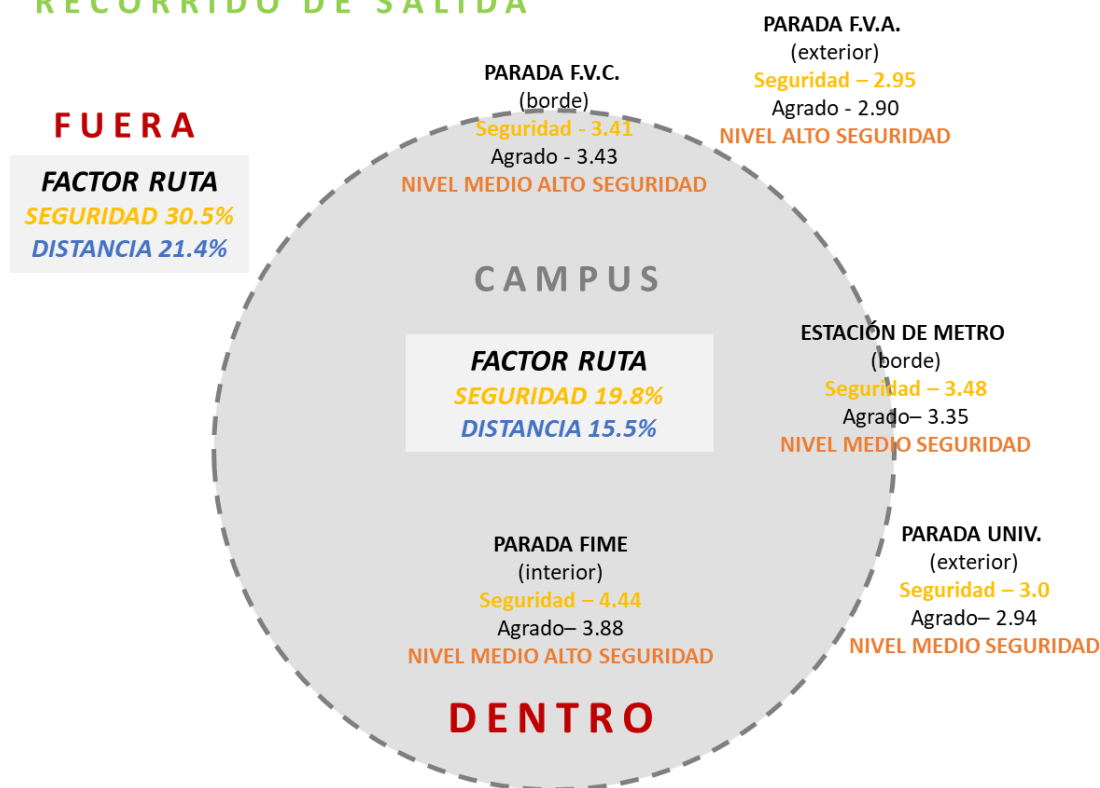 RECORRIDO DE SALIDA
PARADA F.V.A.
(exterior)
Seguridad – 2.95
Agrado - 2.90
NIVEL ALTO SEGURIDAD
PARADA F.V.C.
(borde)
Seguridad - 3.41
Agrado - 3.43
NIVEL MEDIO ALTO SEGURIDAD
FUERA
FACTOR RUTA
SEGURIDAD 30.5%
DISTANCIA 21.4%
CAMPUS
FACTOR RUTA
SEGURIDAD 19.8%
DISTANCIA 15.5%
ESTACIÓN DE METRO
(borde)
Seguridad – 3.48
Agrado– 3.35
NIVEL MEDIO SEGURIDAD
PARADA UNIV.
(exterior)
Seguridad – 3.0
Agrado– 2.94
NIVEL MEDIO SEGURIDAD
PARADA FIME
(interior)
Seguridad – 4.44
Agrado– 3.88
NIVEL MEDIO ALTO SEGURIDAD
DENTRO